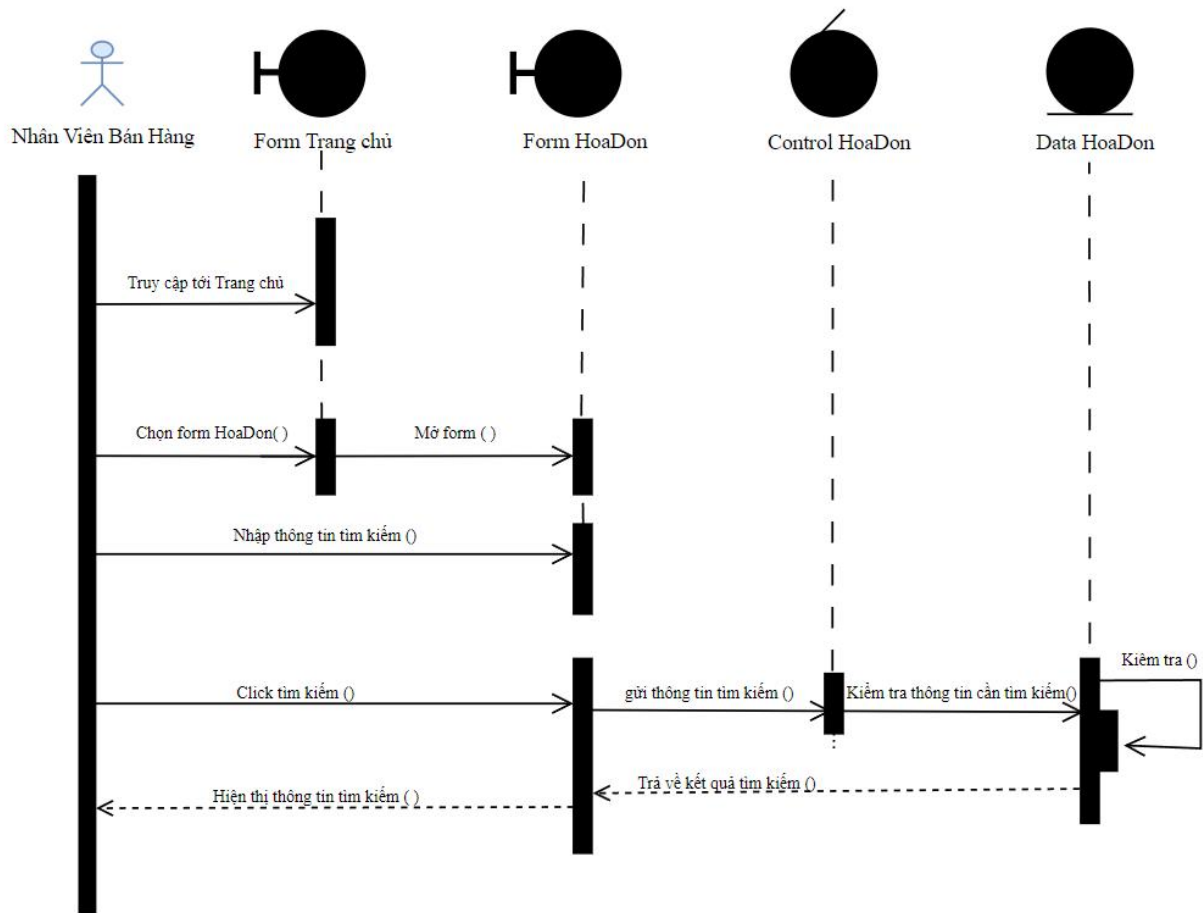 Nhân Viên Bán Hàng
Form Trang chủ
Form HoaDon
Control HoaDon
Data HoaDon
Truy cập tới Trang chủ
Chọn form HoaDon( )
Mở form ( )
Nhập thông tin tìm kiếm ()
Kiêm tra ()
Click tìm kiếm ()
gửi thông tin tìm kiếm ()
Kiểm tra thông tin cần tìm kiếm()
Trả về kết quả tìm kiếm ()
Hiện thị thông tin tìm kiếm ( )